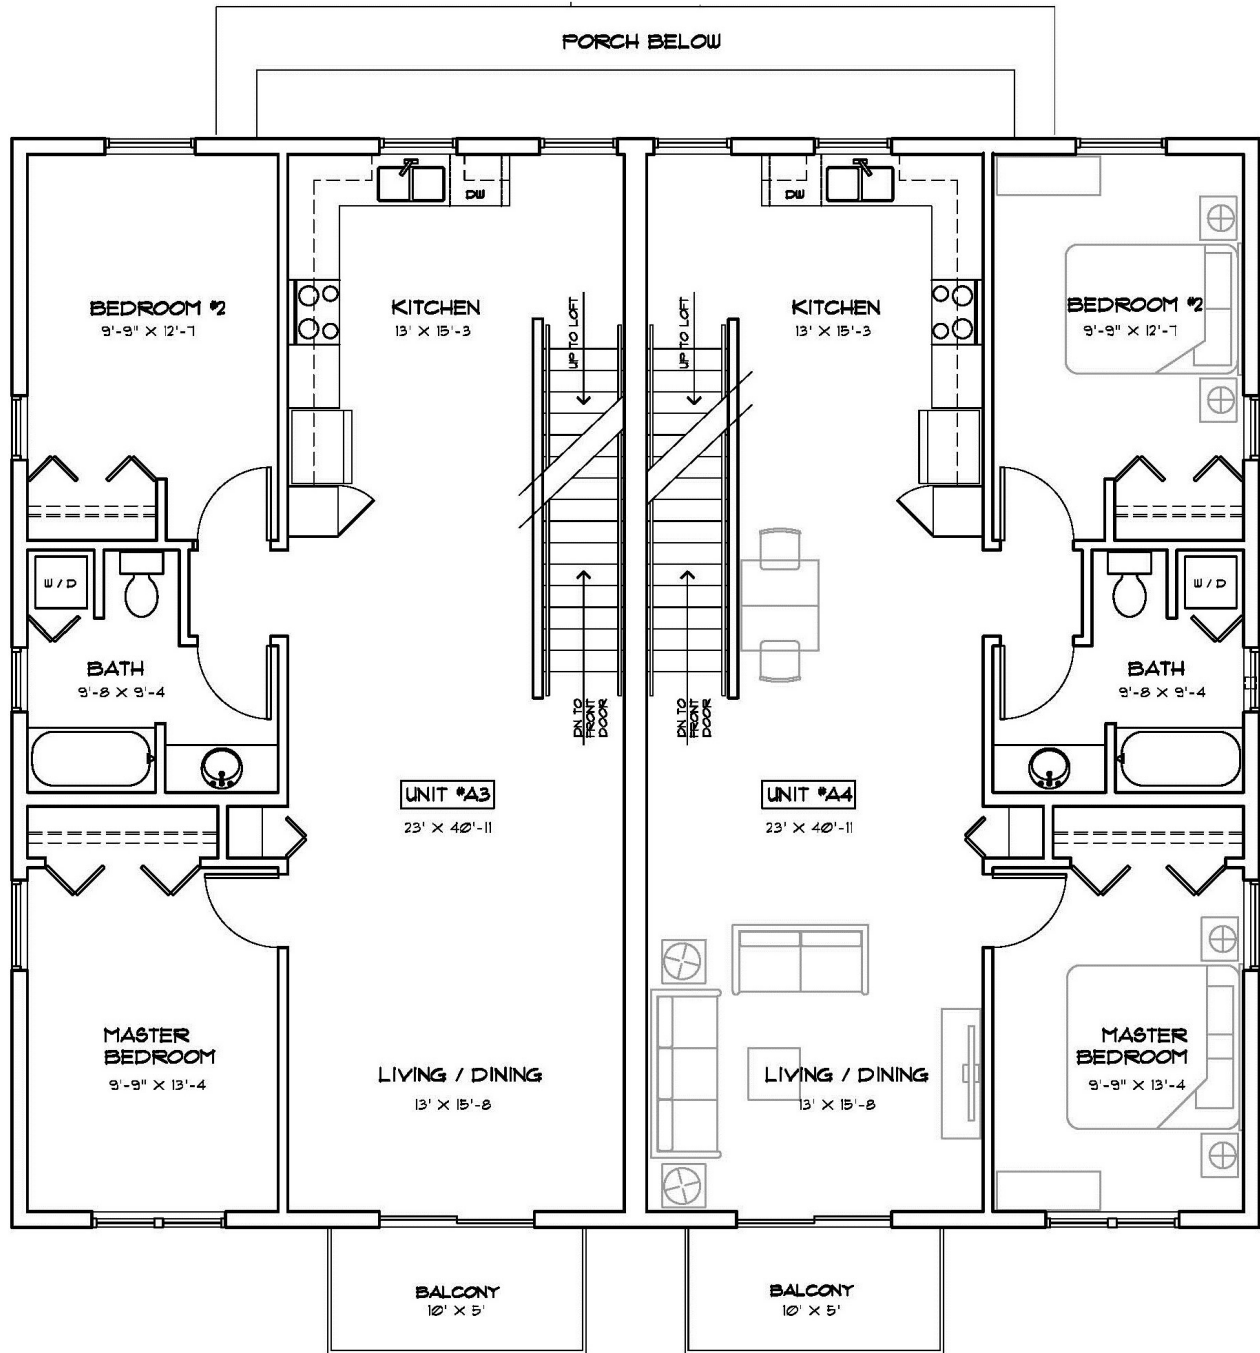 PORCH BELOW
BEDROOM #2
9'-9" X 12'-7
KITCHEN
13' X 15'-3
DW
UP TO LOFT
UP TO LOFT
DW
KITCHEN
13' X 15'-3
BEDROOM #2
9'-9" X 12'-7
W/D
BATH
9'-8 X 9'-4
DN TO
FRONT
DOOR
DN TO
FRONT
DOOR
W/D
BATH
9'-8 X 9'-4
UNIT #A3
23' X 40'-11
UNIT #A4
23' X 40'-11
MASTER
BEDROOM
9'-9" X 13'-4
LIVING / DINING
13' X 15'-8
LIVING / DINING
13' X 15'-8
MASTER
BEDROOM
9'-9" X 13'-4
BALCONY
10' X 5'
BALCONY
10' X 5'